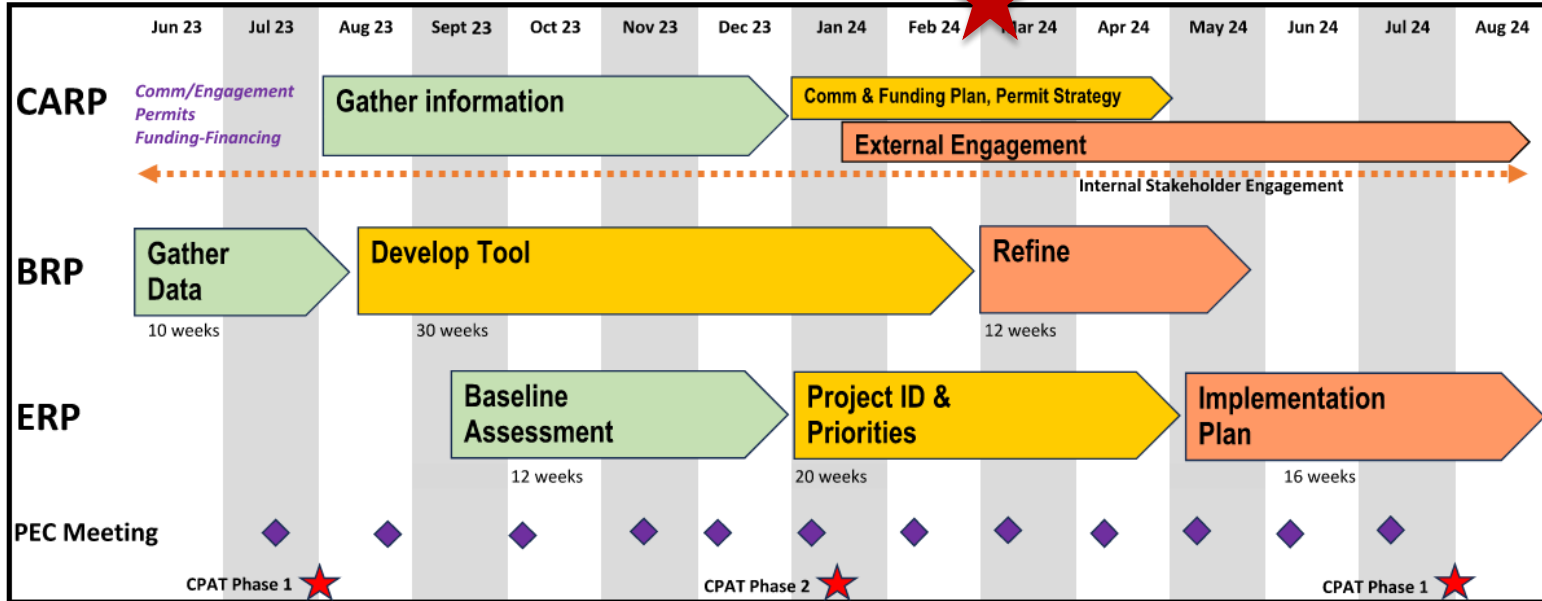 Jun 23 Jul 23 Aug 23 Sept 23 Oct 23 Nov 23 Dec 23 Jan 24 Feb 24 Mar 24 Apr 24 May 24 Jun 24 Jul 24 Aug 24
CARP
Comm/Engagement
Permits
Funding-Financing
Gather information
Comm & Funding Plan, Permit Strategy
External Engagement
Internal Stakeholder Engagement
BRP
Gather
Data
Develop Tool
Refine
10 weeks 30 weeks 12 weeks
ERP
Baseline
Assessment
Project ID &
Priorities
Implementation
Plan
12 weeks 20 weeks 16 weeks
PEC Meeting
CPAT Phase 1 CPAT Phase 2 CPAT Phase 1